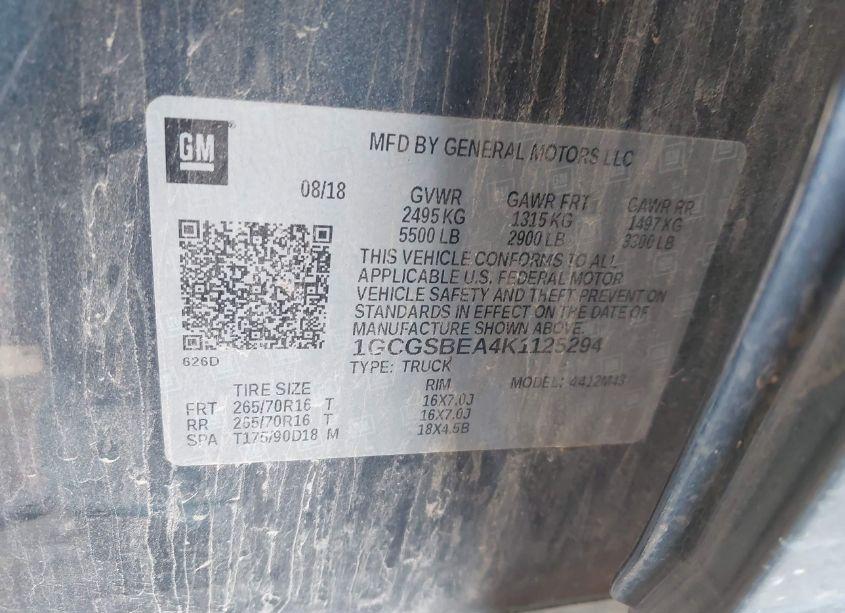 GM
MFD BY GENERAL MOTORS LLC
08/18 GVWR GAWR FRT GAWR RR
2495 KG 1315 KG 1497 KG
5500 LB 2900 LB 3300 LB
THIS VEHICLE CONFORMS TO ALL
APPLICABLE U.S. FEDERAL MOTOR
VEHICLE SAFETY AND THEFT PREVENTION
STANDARDS IN EFFECT ON THE DATE OF
MANUFACTURE SHOWN ABOVE.
1GCGSBEA4K1125294
626D TYPE: TRUCK MODEL: 4412M43
TIRE SIZE RIM
FRT 265/70R16 T 16X7.0J
RR 265/70R16 T 16X7.0J
SPA T175/90D18 M 18X4.5B